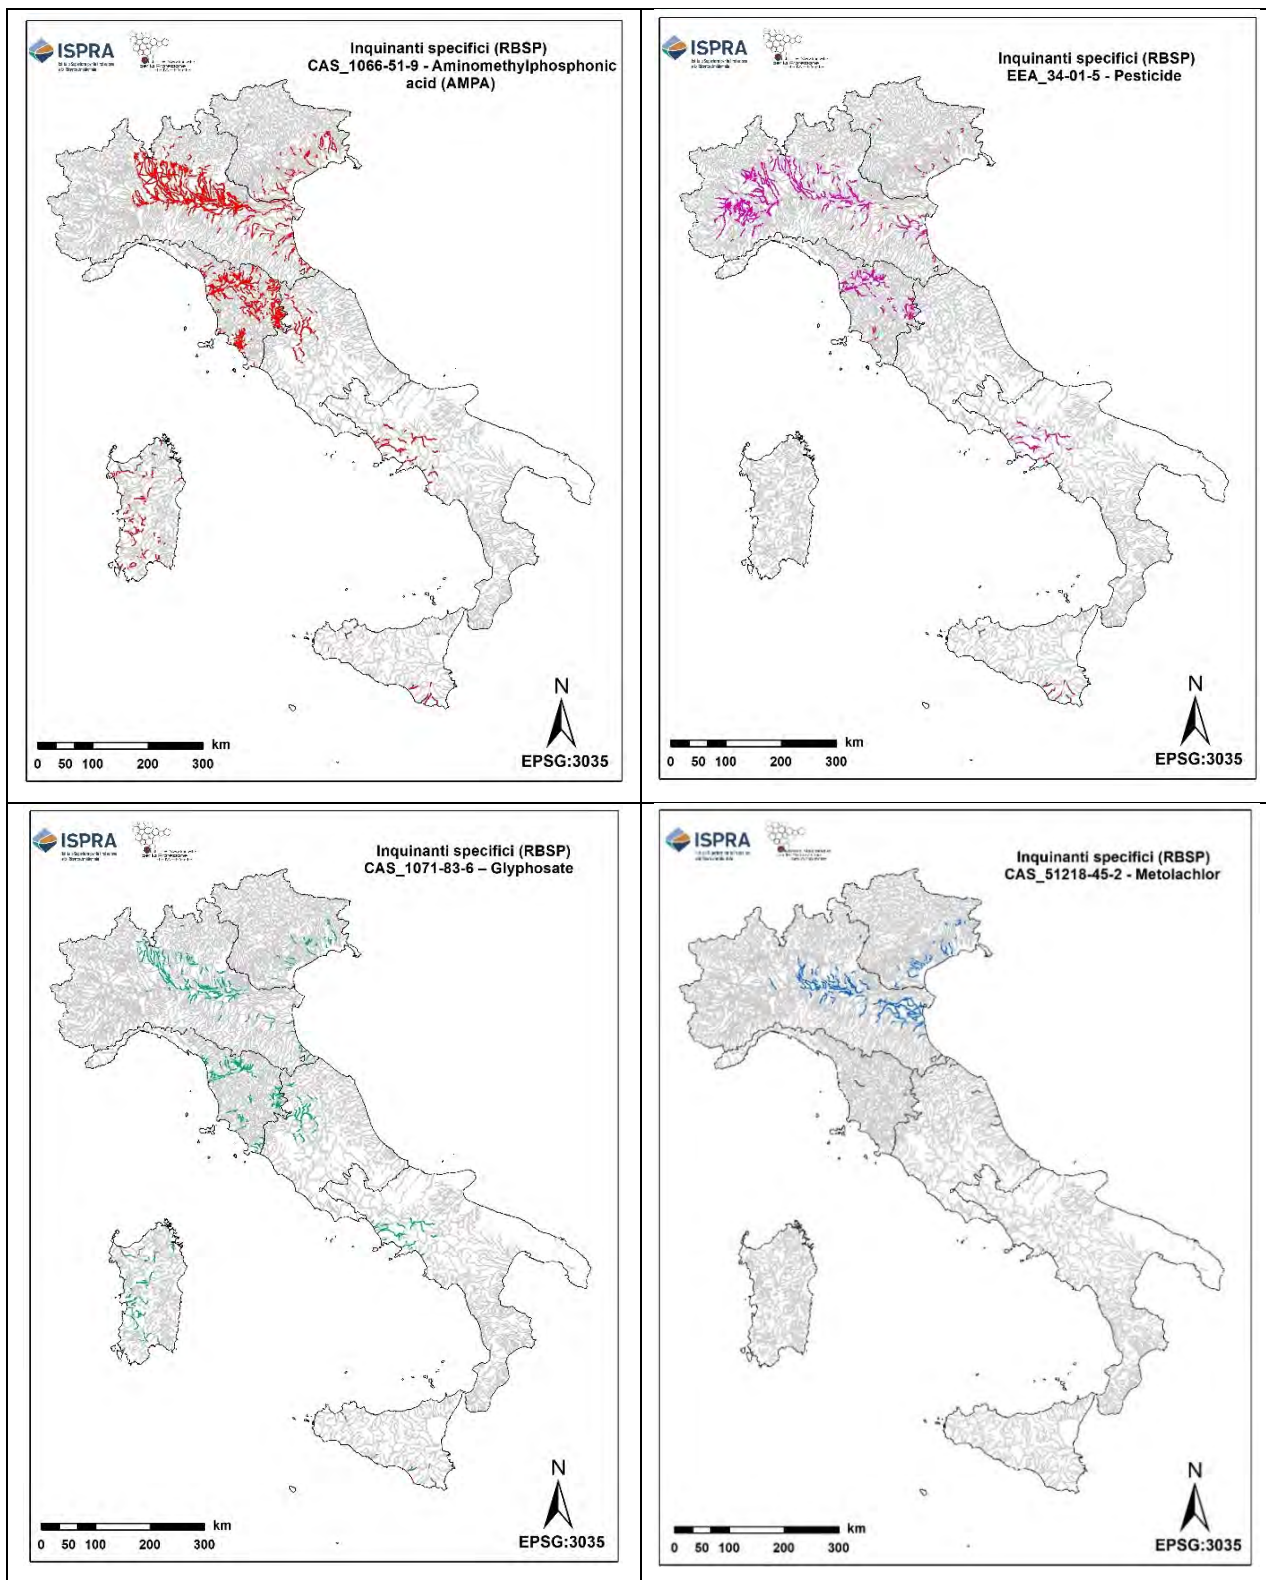 ISPRA
Inquinanti specifici (RBSP)
CAS_1066-51-9 - Aminomethylphosphonic
acid (AMPA)
N
km
0 50 100 200 300
EPSG:3035
ISPRA
Inquinanti specifici (RBSP)
EEA_34-01-5 - Pesticide
N
km
0 50 100 200 300
EPSG:3035
ISPRA
Inquinanti specifici (RBSP)
CAS_1071-83-6 – Glyphosate
N
km
0 50 100 200 300
EPSG:3035
ISPRA
Inquinanti specifici (RBSP)
CAS_51218-45-2 - Metolachlor
N
km
0 50 100 200 300
EPSG:3035